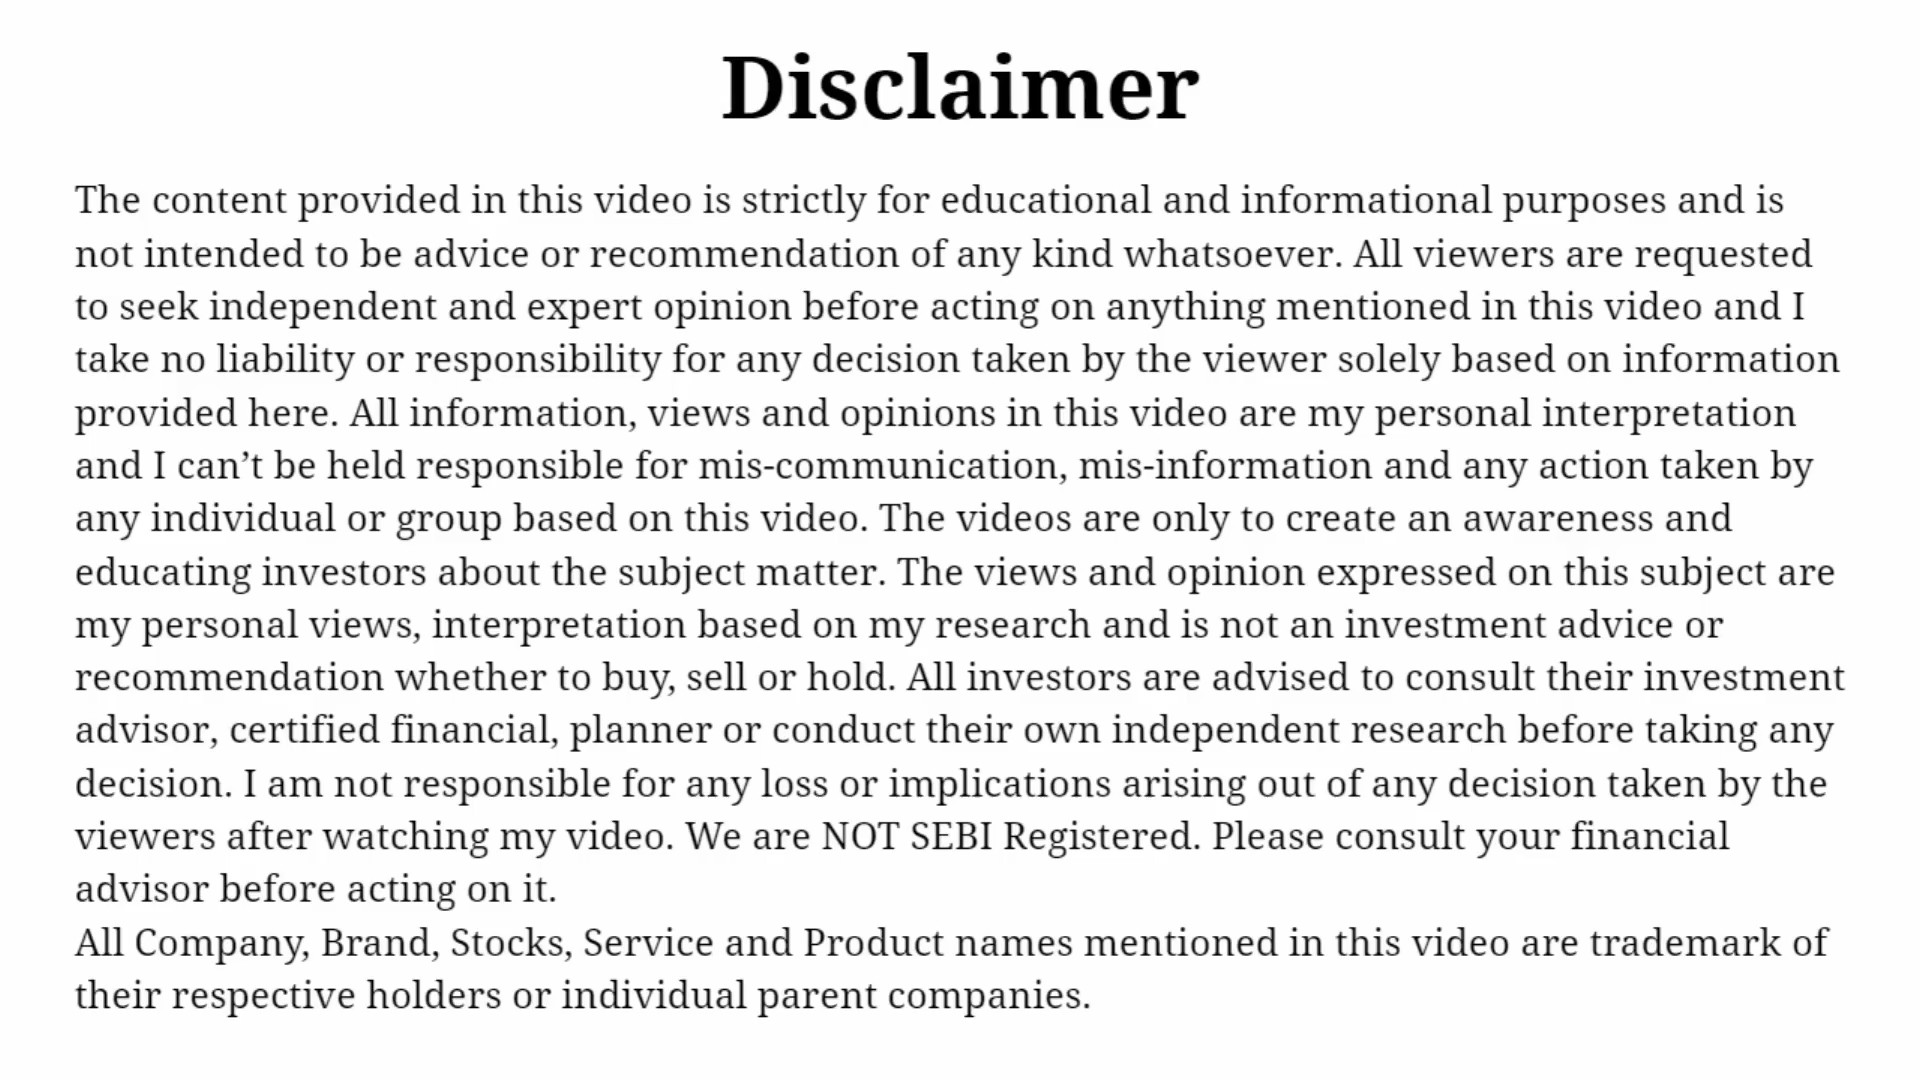 Disclaimer
The content provided in this video is strictly for educational and informational purposes and is
not intended to be advice or recommendation of any kind whatsoever. All viewers are requested
to seek independent and expert opinion before acting on anything mentioned in this video and I
take no liability or responsibility for any decision taken by the viewer solely based on information
provided here. All information, views and opinions in this video are my personal interpretation
and I can’t be held responsible for mis-communication, mis-information and any action taken by
any individual or group based on this video. The videos are only to create an awareness and
educating investors about the subject matter. The views and opinion expressed on this subject are
my personal views, interpretation based on my research and is not an investment advice or
recommendation whether to buy, sell or hold. All investors are advised to consult their investment
advisor, certified financial, planner or conduct their own independent research before taking any
decision. I am not responsible for any loss or implications arising out of any decision taken by the
viewers after watching my video. We are NOT SEBI Registered. Please consult your financial
advisor before acting on it.
All Company, Brand, Stocks, Service and Product names mentioned in this video are trademark of
their respective holders or individual parent companies.